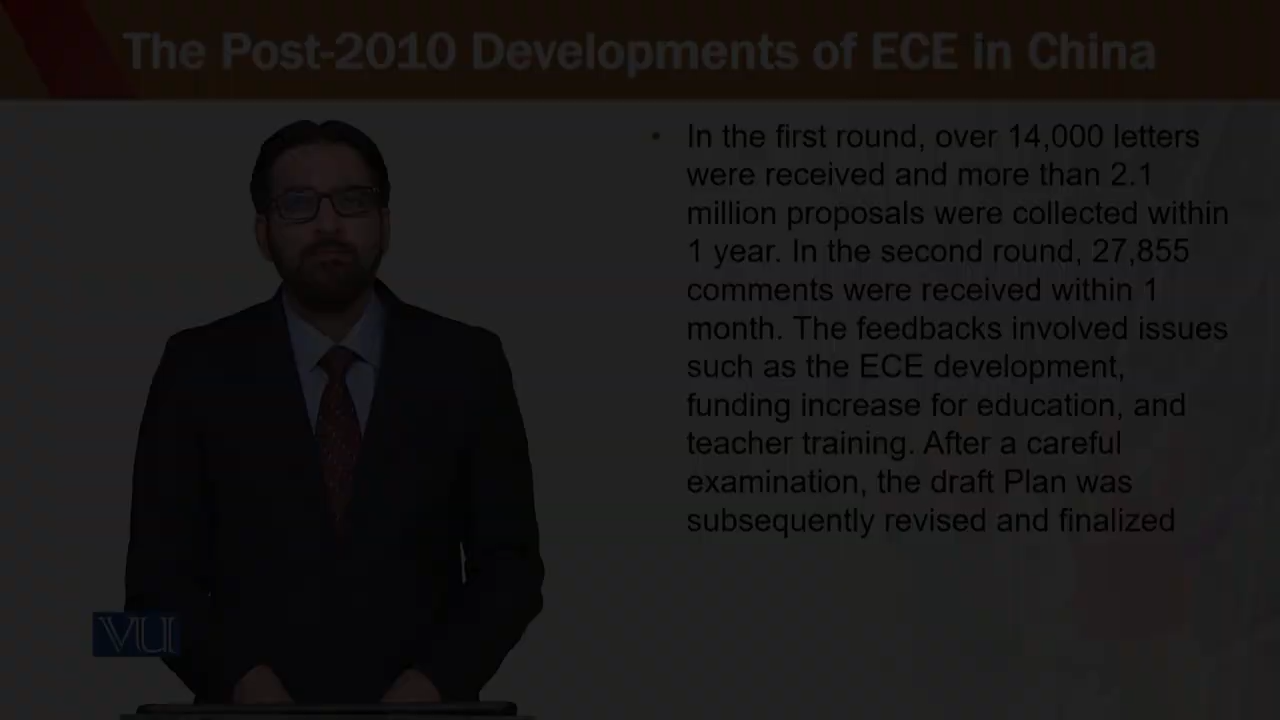 The Post-2010 Developments of ECE in China
• In the first round, over 14,000 letters
were received and more than 2.1
million proposals were collected within
1 year. In the second round, 27,855
comments were received within 1
month. The feedbacks involved issues
such as the ECE development,
funding increase for education, and
teacher training. After a careful
examination, the draft Plan was
subsequently revised and finalized
VU